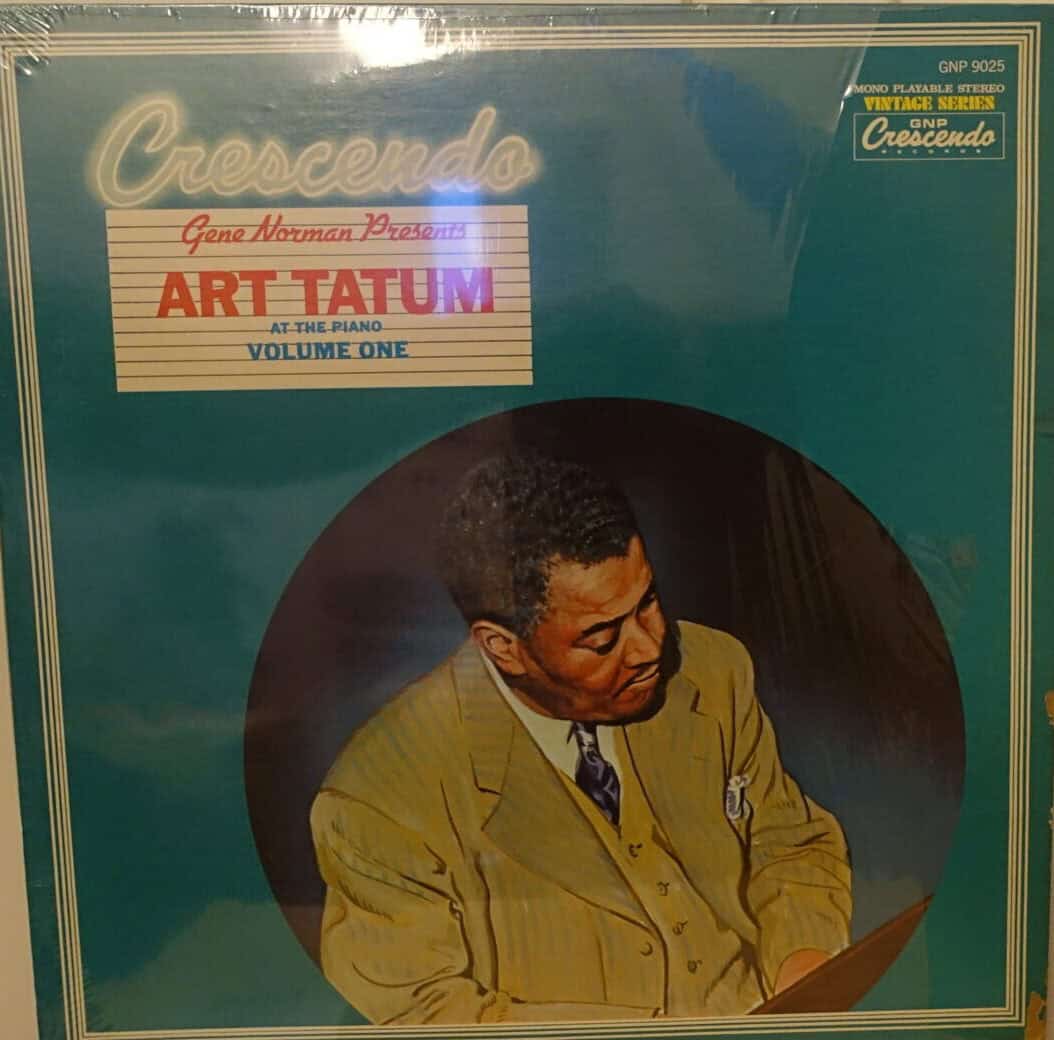 GNP 9025
MONO PLAYABLE STEREO
VINTAGE SERIES
GNP
Crescendo
RECORDS
Crescendo
Gene Norman Presents
ART TATUM
AT THE PIANO
VOLUME ONE